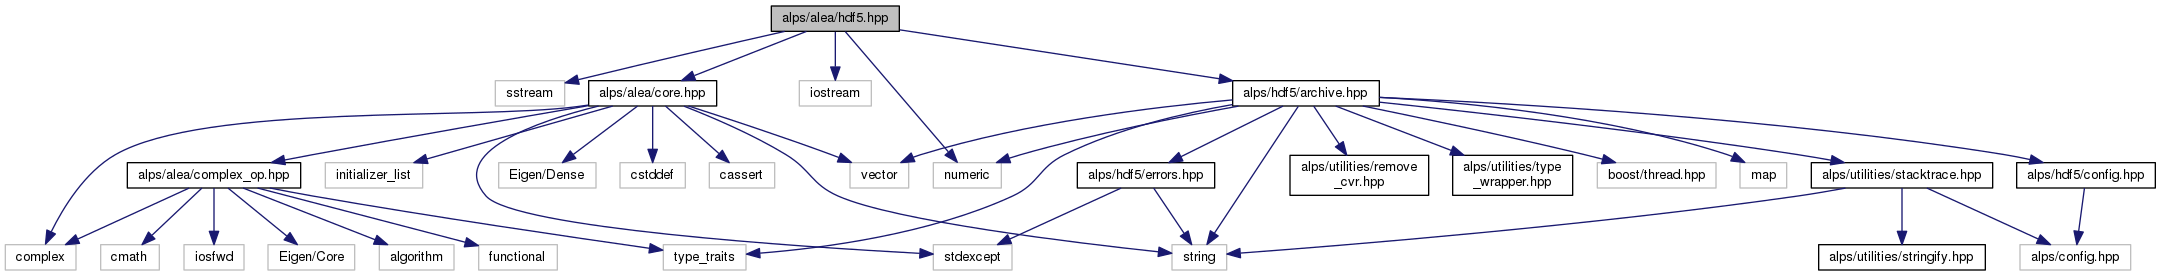 alps/alea/hdf5.hpp
sstream
alps/alea/core.hpp
iostream
alps/hdf5/archive.hpp
alps/alea/complex_op.hpp
initializer_list
Eigen/Dense
cstddef
cassert
vector
numeric
alps/hdf5/errors.hpp
alps/utilities/remove
_cvr.hpp
alps/utilities/type
_wrapper.hpp
boost/thread.hpp
map
alps/utilities/stacktrace.hpp
alps/hdf5/config.hpp
complex
cmath
iosfwd
Eigen/Core
algorithm
functional
type_traits
stdexcept
string
alps/utilities/stringify.hpp
alps/config.hpp